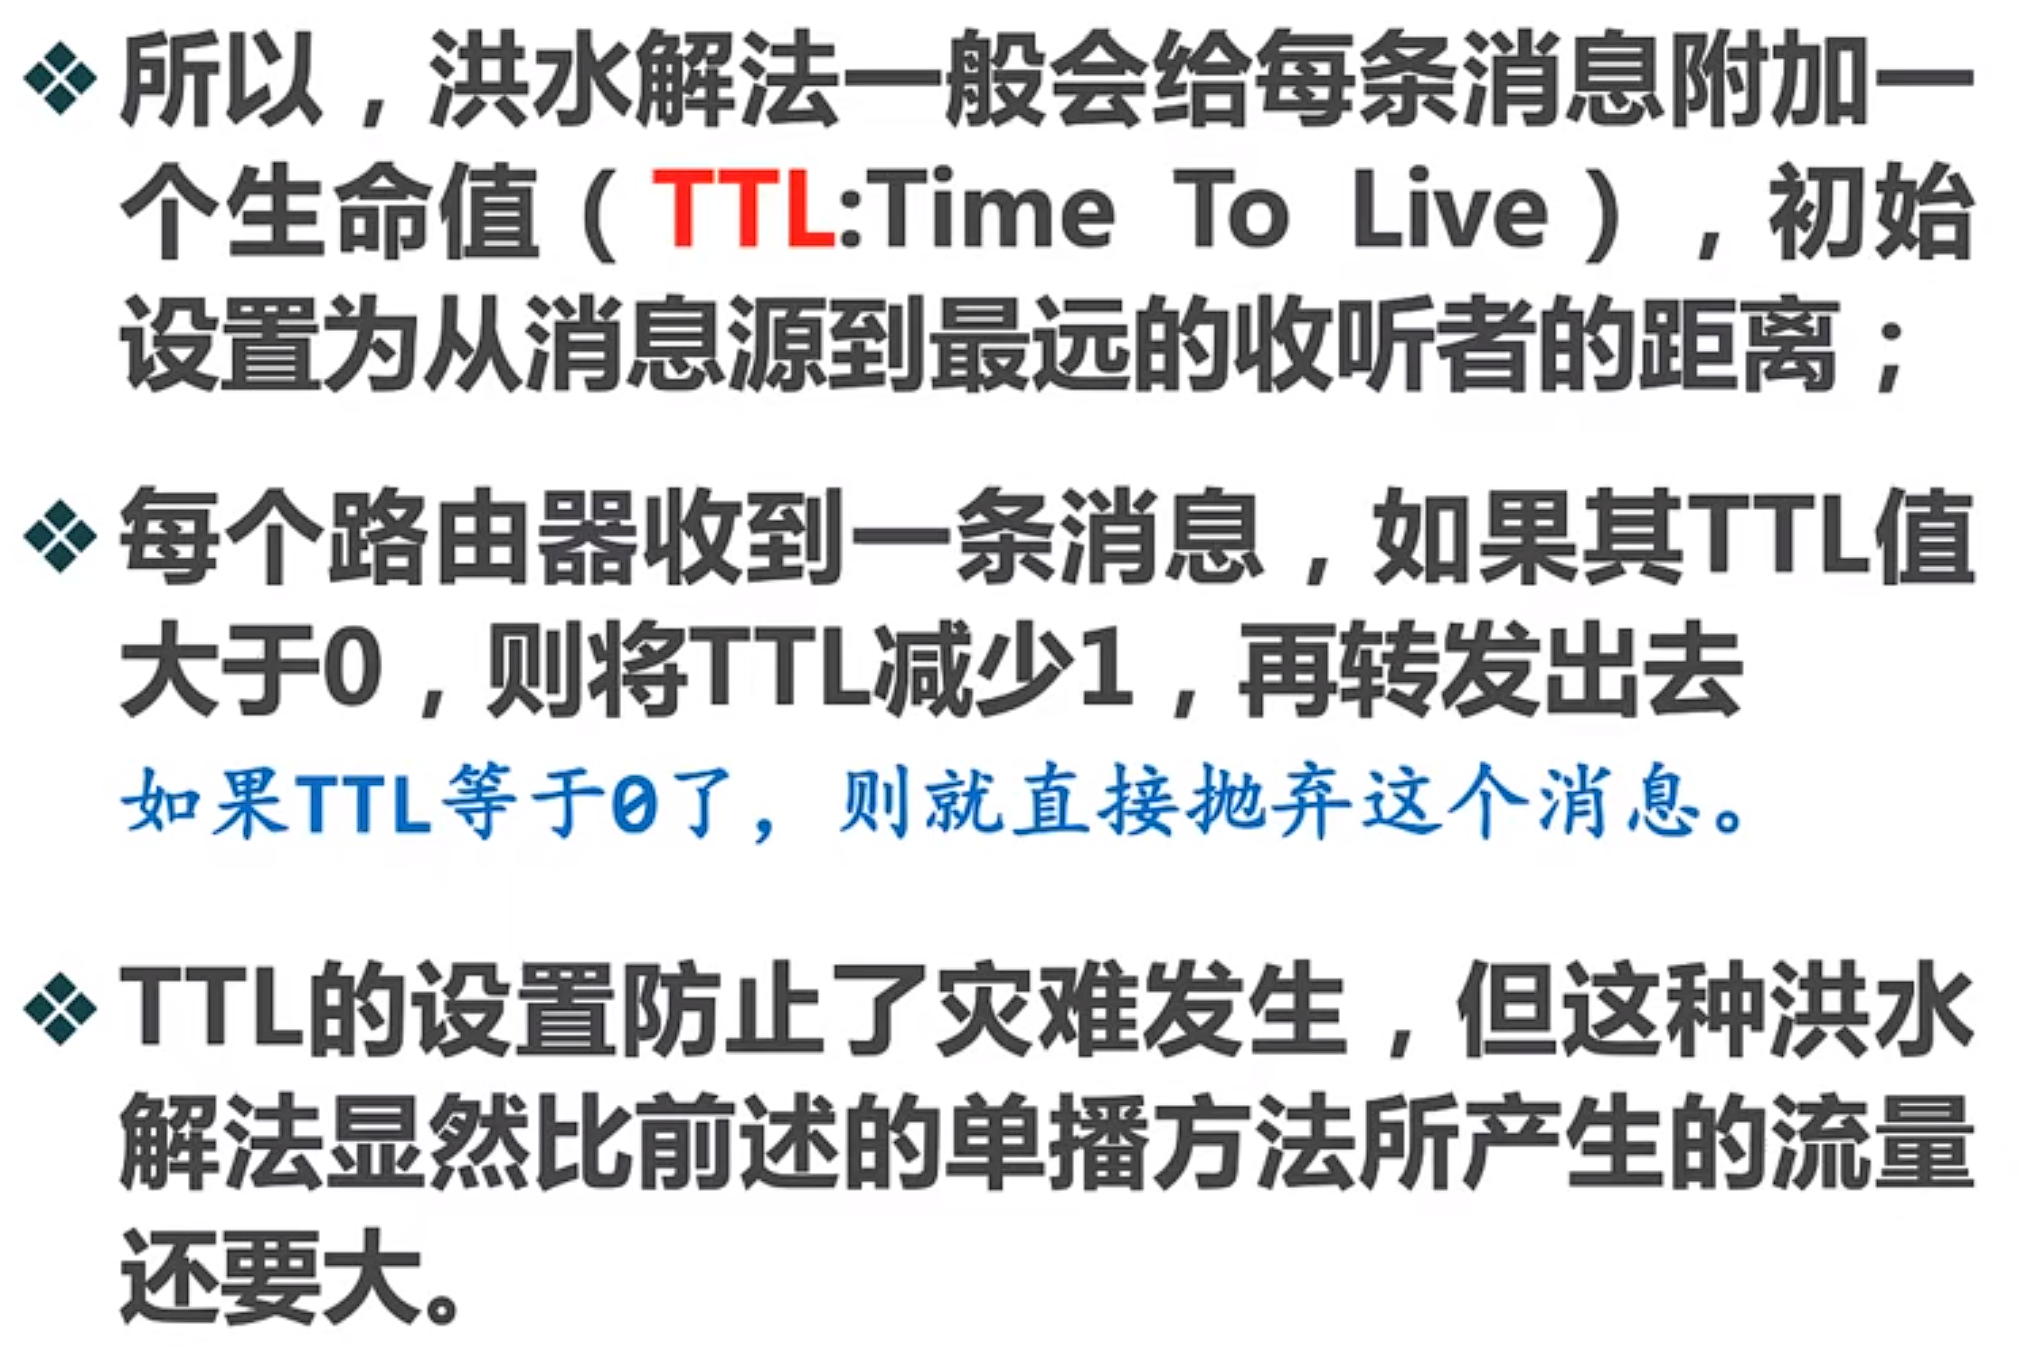 所以，洪水解法一般会给每条消息附加一
个生命值（TTL:Time To Live），初始
设置为从消息源到最远的收听者的距离；
每个路由器收到一条消息，如果其TTL值
大于0，则将TTL减少1，再转发出去
如果TTL等于0了，则就直接抛弃这个消息。
TTL的设置防止了灾难发生，但这种洪水
解法显然比前述的单播方法所产生的流量
还要大。